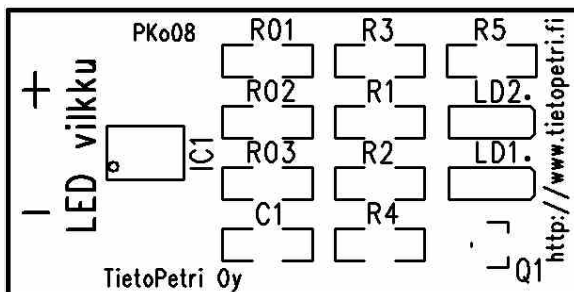 PKo08
R01 R3 R5
R02 R1 LD2.
R03 R2 LD1.
C1 R4
Q1
+
−
LED vilkku
IC1
TietoPetri Oy
http://www.tietopetri.fi